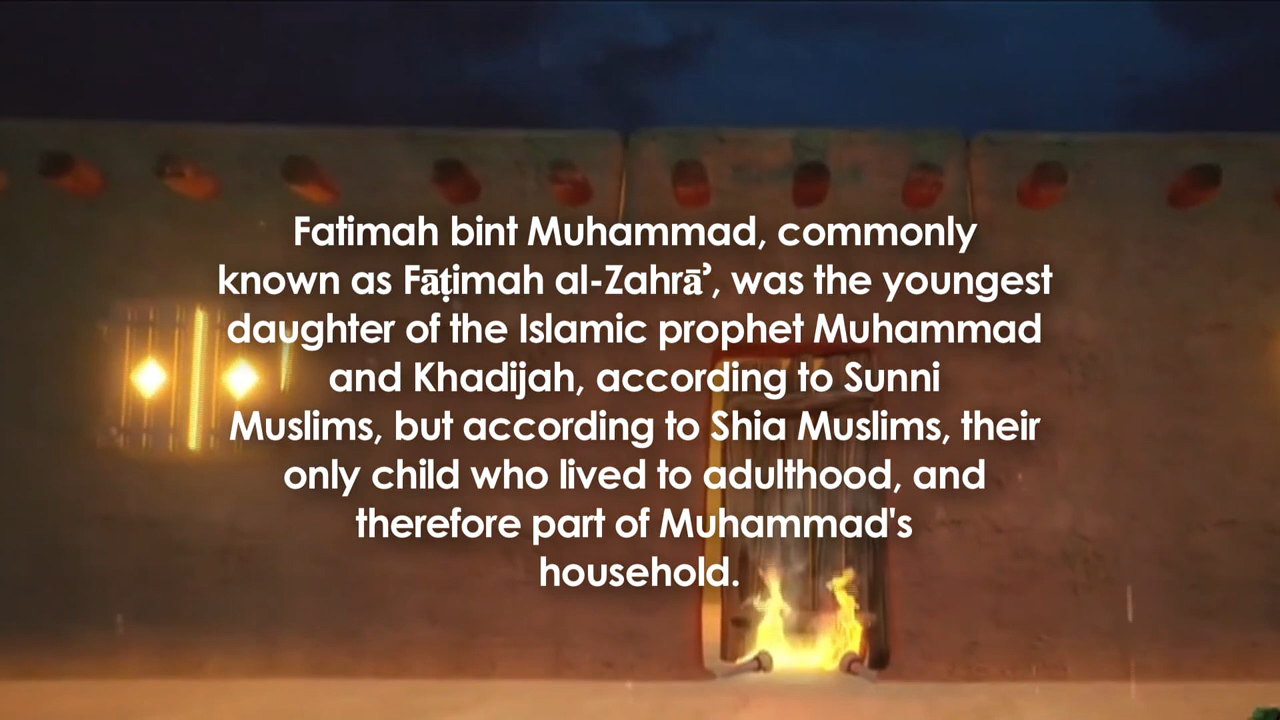 Fatimah bint Muhammad, commonly
known as Fāṭimah al-Zahrāʾ, was the youngest
daughter of the Islamic prophet Muhammad
and Khadijah, according to Sunni
Muslims, but according to Shia Muslims, their
only child who lived to adulthood, and
therefore part of Muhammad's
household.